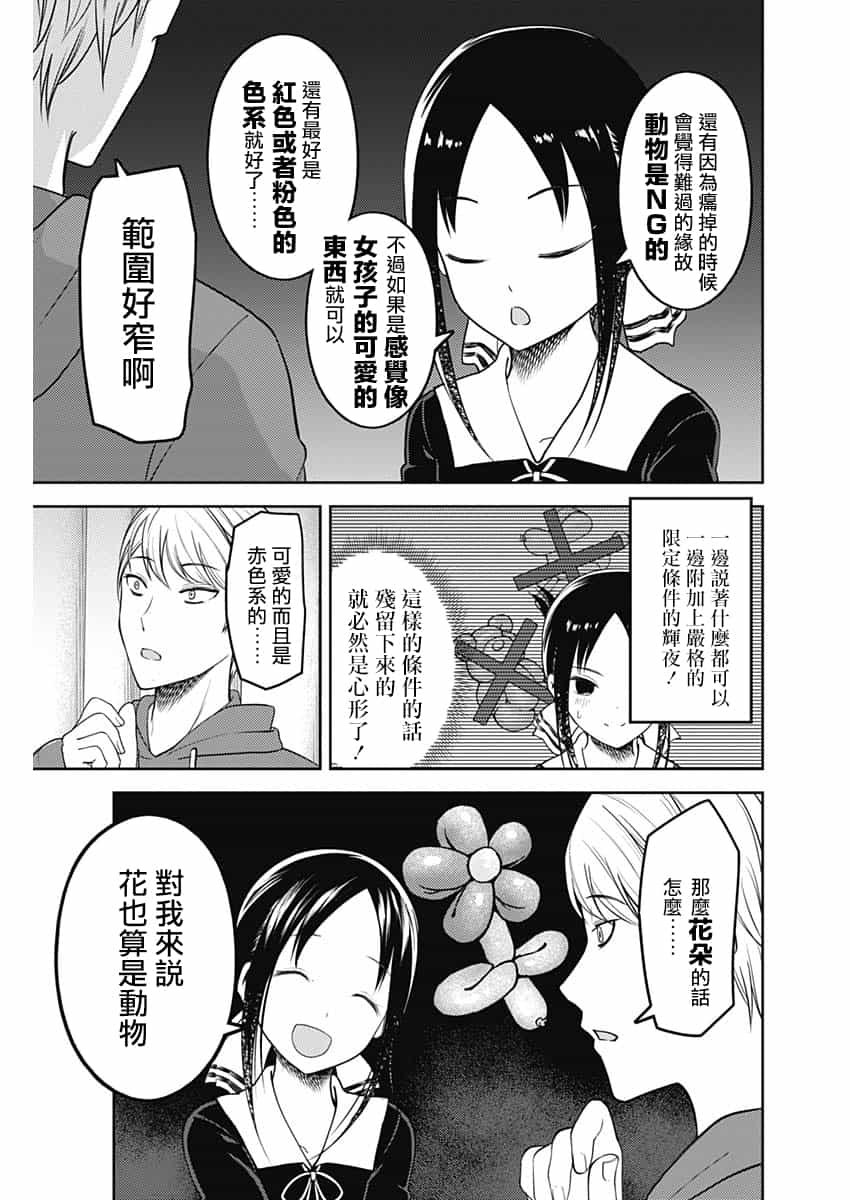 還有因為癟掉的時候
會覺得難過的緣故
動物是NG的
不過如果是感覺像
女孩子的可愛的
東西就可以
還有最好是
紅色或者粉色的
色系就好了……
範圍好窄啊
一邊說著什麼都可以
一邊附加上嚴格的
限定條件的輝夜！
這樣的條件的話
殘留下來的
就必然是心形了！
可愛的而且是
赤色系的……
那麼花朵的話
怎麼……
對我來說
花也算是動物